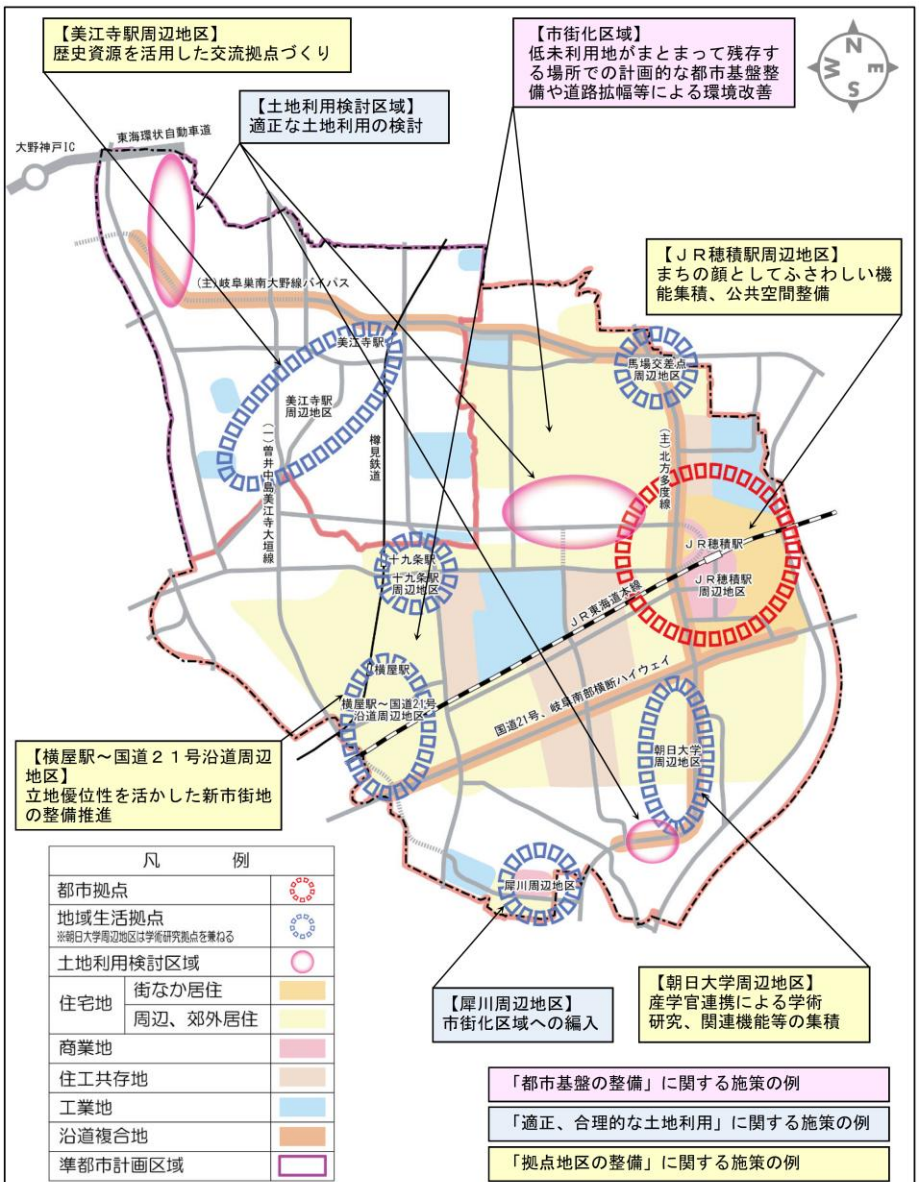 【美江寺駅周辺地区】
歴史資源を活用した交流拠点づくり
【市街化区域】
低未利用地がまとまって残存す
る場所での計画的な都市基盤整
備や道路拡幅等による環境改善
N
W
E
S
【土地利用検討区域】
適正な土地利用の検討
東海環状自動車道
大野神戸IC
【ＪＲ穂積駅周辺地区】
まちの顔としてふさわしい機
能集積、公共空間整備
(主)岐阜巣南大野線バイパス
美江寺駅
馬場交差点
周辺地区
美江寺駅
周辺地区
(一)曽井中島美江寺大垣線
樽見鉄道
(主)北方多度線
ＪＲ穂積駅
十九条駅
十九条駅
周辺地区
ＪＲ穂積駅
周辺地区
ＪＲ東海道本線
横屋駅
横屋駅～国道21号
沿道周辺地区
国道21号、岐阜南部横断ハイウェイ
朝日大学
周辺地区
【横屋駅～国道２１号沿道周辺
地区】
立地優位性を活かした新市街地
の整備推進
犀川周辺地区
凡　例
都市拠点
地域生活拠点
※朝日大学周辺地区は学術研究拠点を兼ねる
土地利用検討区域
住宅地
街なか居住
周辺、郊外居住
商業地
住工共存地
工業地
沿道複合地
準都市計画区域
【犀川周辺地区】
市街化区域への編入
【朝日大学周辺地区】
産学官連携による学術
研究、関連機能等の集積
「都市基盤の整備」に関する施策の例
「適正、合理的な土地利用」に関する施策の例
「拠点地区の整備」に関する施策の例